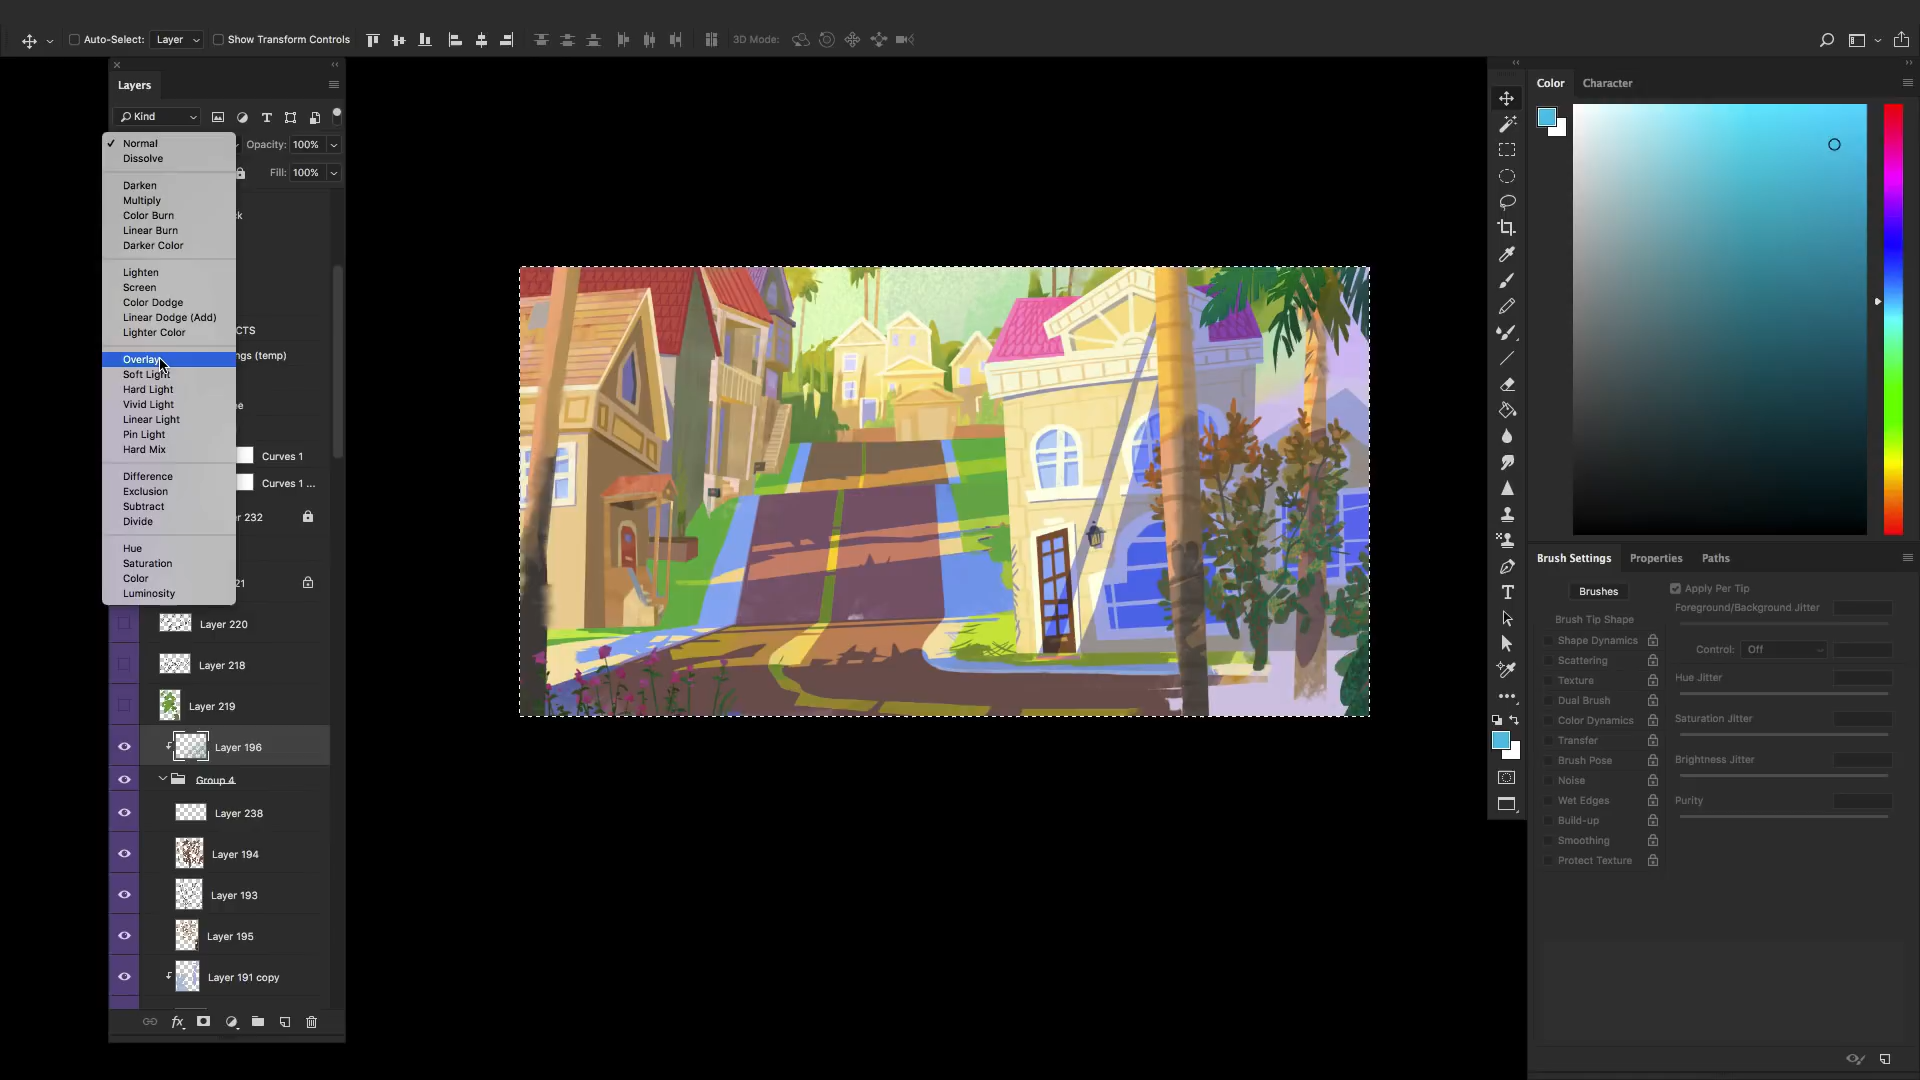 Auto-Select: Layer Show Transform Controls 3D Mode:
Layers
Kind
Opacity: 100%
Fill: 100%
Normal
Dissolve
Darken
Multiply
Color Burn
Linear Burn
Darker Color
Lighten
Screen
Color Dodge
Linear Dodge (Add)
Lighter Color
Overlay
Soft Light
Hard Light
Vivid Light
Linear Light
Pin Light
Hard Mix
Difference
Exclusion
Subtract
Divide
Hue
Saturation
Color
Luminosity
Curves 1
Curves 1 ...
Layer 220
Layer 218
Layer 219
Layer 196
Group 4
Layer 238
Layer 194
Layer 193
Layer 195
Layer 191 copy
fx
Color Character
Brush Settings Properties Paths
Brushes
Brush Tip Shape
Shape Dynamics
Scattering
Texture
Dual Brush
Color Dynamics
Transfer
Brush Pose
Noise
Wet Edges
Build-up
Smoothing
Protect Texture
Apply Per Tip
Foreground/Background Jitter
Control: Off
Hue Jitter
Saturation Jitter
Brightness Jitter
Purity